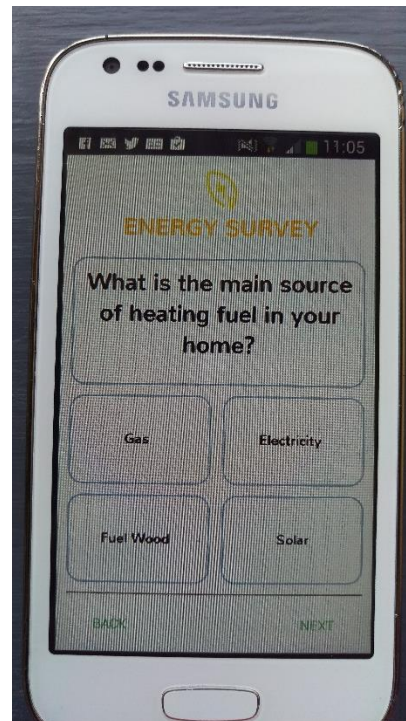 SAMSUNG
11:05
ENERGY SURVEY
What is the main source
of heating fuel in your
home?
Gas
Electricity
Fuel Wood
Solar
BACK
NEXT